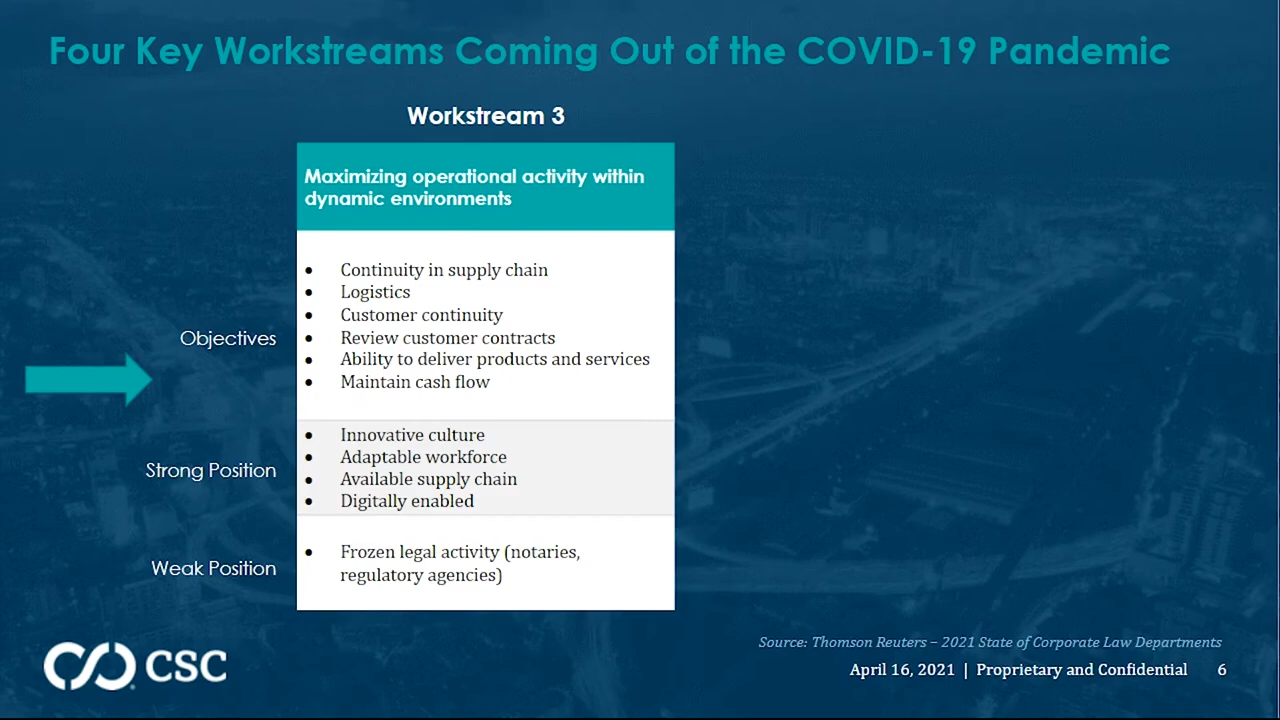 Four Key Workstreams Coming Out of the COVID-19 Pandemic
Workstream 3
Maximizing operational activity within
dynamic environments
Objectives
• Continuity in supply chain
• Logistics
• Customer continuity
• Review customer contracts
• Ability to deliver products and services
• Maintain cash flow
Strong Position
• Innovative culture
• Adaptable workforce
• Available supply chain
• Digitally enabled
Weak Position
• Frozen legal activity (notaries,
regulatory agencies)
Source: Thomson Reuters – 2021 State of Corporate Law Departments
CSC
April 16, 2021 | Proprietary and Confidential 6